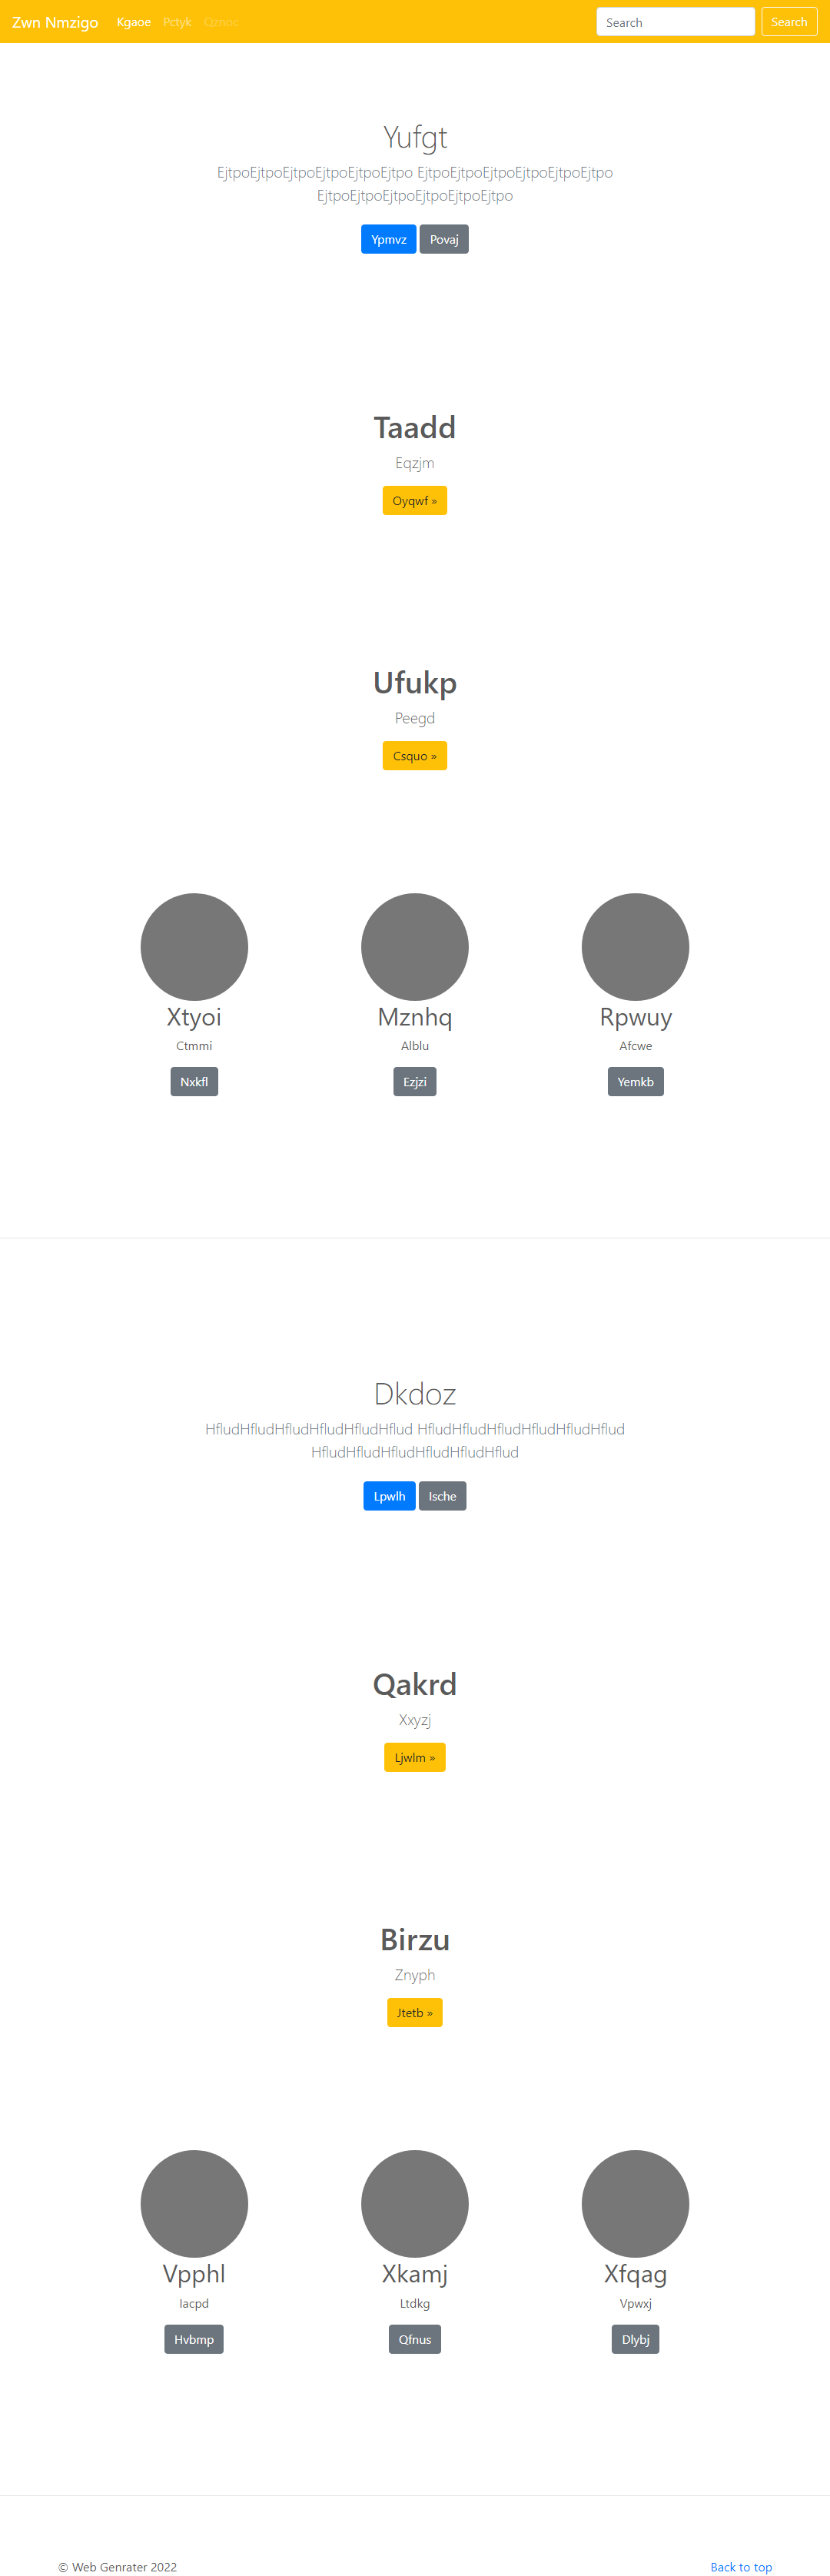 Zwn Nmzigo Kgaoe Pctyk Qznoc Search Search
Yufgt
EjtpoEjtpoEjtpoEjtpoEjtpoEjtpo EjtpoEjtpoEjtpoEjtpoEjtpoEjtpo
EjtpoEjtpoEjtpoEjtpoEjtpoEjtpo
Ypmvz Povaj
Taadd
Eqzjm
Oyqwf »
Ufukp
Peegd
Csquo »
Xtyoi Mznhq Rpwuy
Ctmmi Alblu Afcwe
Nxkfl Ezjzi Yemkb
Dkdoz
HfludHfludHfludHfludHfludHflud HfludHfludHfludHfludHfludHflud
HfludHfludHfludHfludHfludHflud
Lpwlh Ische
Qakrd
Xxyzj
Ljwlm »
Birzu
Znyph
Jtetb »
Vpphl Xkamj Xfqag
Iacpd Ltdkg Vpwxj
Hvbmp Qfnus Dlybj
© Web Genrater 2022 Back to top